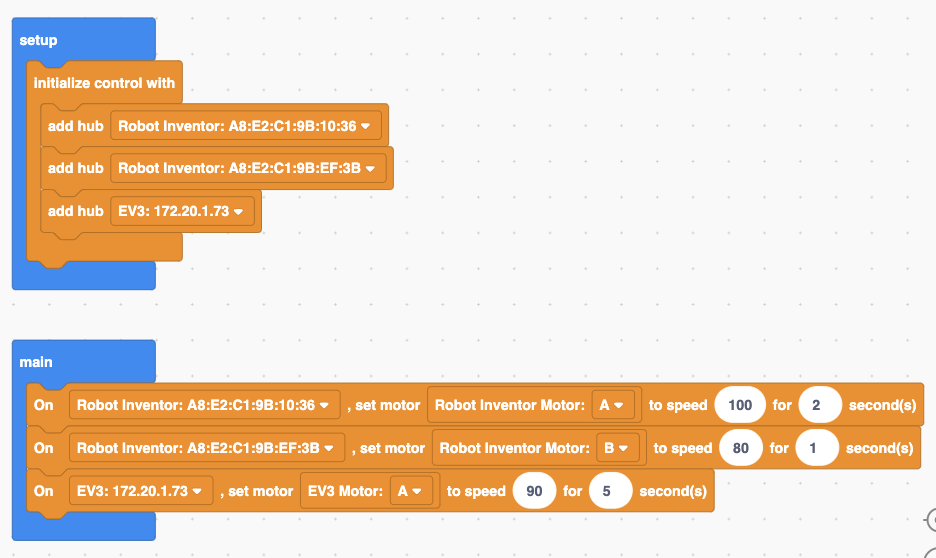 setup
initialize control with
add hub Robot Inventor: A8:E2:C1:9B:10:36
add hub Robot Inventor: A8:E2:C1:9B:EF:3B
add hub EV3: 172.20.1.73
main
On Robot Inventor: A8:E2:C1:9B:10:36 , set motor Robot Inventor Motor: A to speed 100 for 2 second(s)
On Robot Inventor: A8:E2:C1:9B:EF:3B , set motor Robot Inventor Motor: B to speed 80 for 1 second(s)
On EV3: 172.20.1.73 , set motor EV3 Motor: A to speed 90 for 5 second(s)